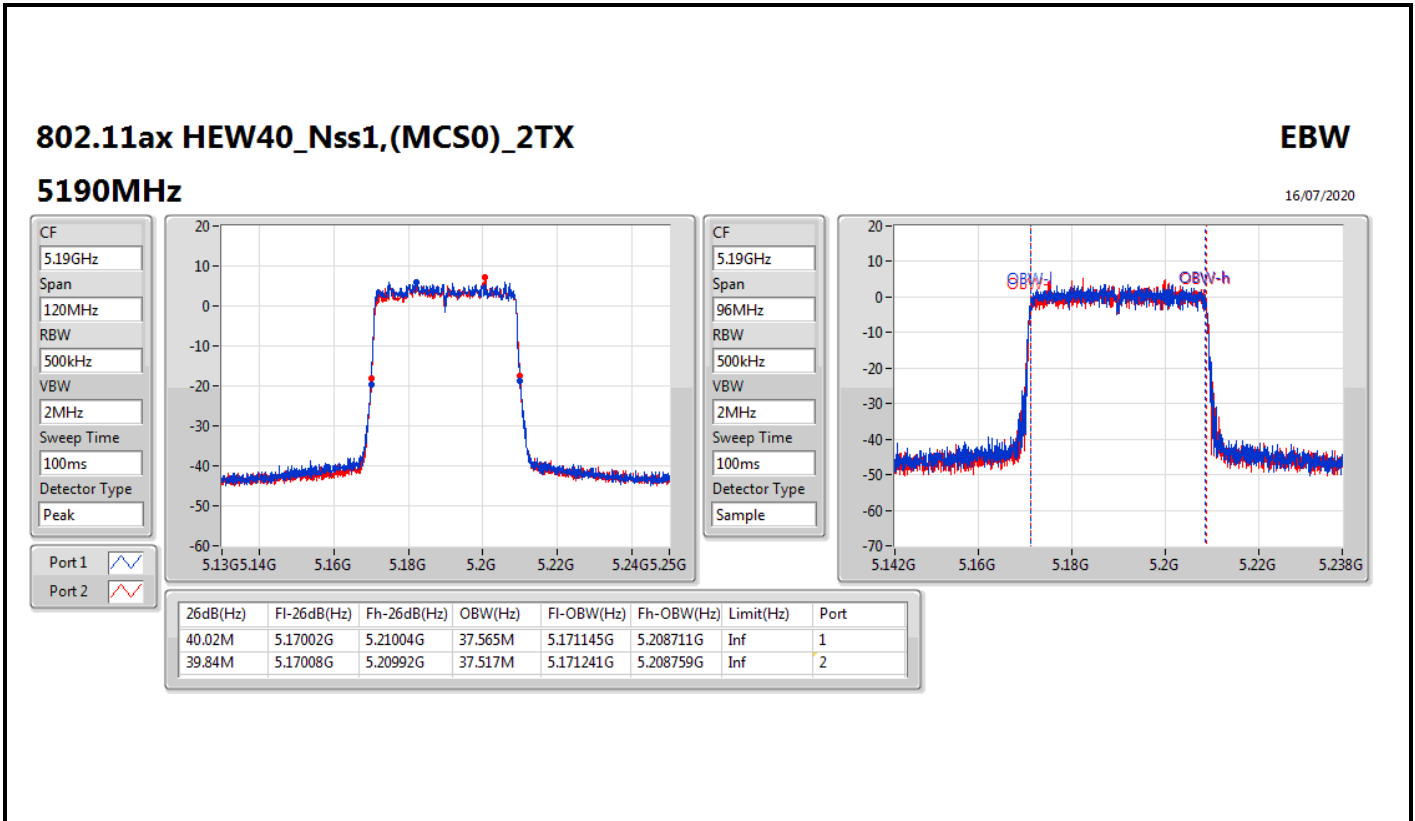 802.11ax HEW40_Nss1,(MCS0)_2TX EBW
5190MHz 16/07/2020
CF
5.19GHz
Span
120MHz
RBW
500kHz
VBW
2MHz
Sweep Time
100ms
Detector Type
Peak
Port 1
Port 2
20
10
0
-10
-20
-30
-40
-50
-60
5.13G 5.14G 5.16G 5.18G 5.2G 5.22G 5.24G 5.25G
CF
5.19GHz
Span
96MHz
RBW
500kHz
VBW
2MHz
Sweep Time
100ms
Detector Type
Sample
20
10
0
-10
-20
-30
-40
-50
-60
-70
OBW-l OBW-h
5.142G 5.16G 5.18G 5.2G 5.22G 5.238G
26dB(Hz) Fl-26dB(Hz) Fh-26dB(Hz) OBW(Hz) Fl-OBW(Hz) Fh-OBW(Hz) Limit(Hz) Port
40.02M 5.17002G 5.21004G 37.565M 5.171145G 5.208711G Inf 1
39.84M 5.17008G 5.20992G 37.517M 5.171241G 5.208759G Inf 2